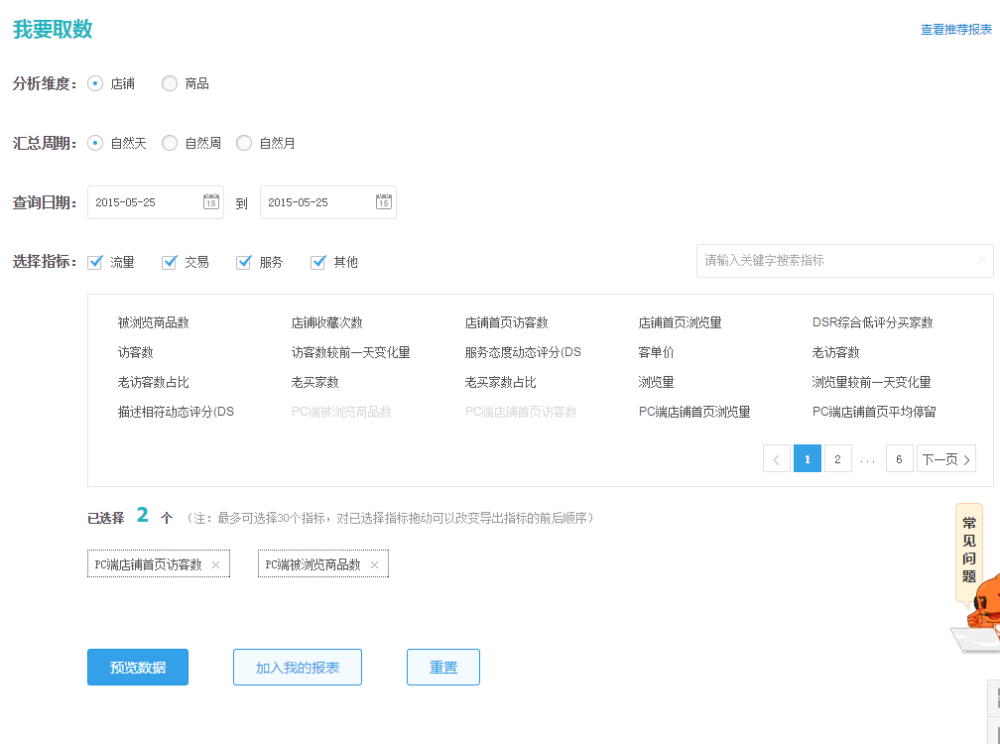 我要取数
查看推荐报表
分析维度： 店铺 商品
汇总周期： 自然天 自然周 自然月
查询日期： 2015-05-25 15 到 2015-05-25 15
选择指标： 流量 交易 服务 其他 请输入关键字搜索指标
被浏览商品数 店铺收藏次数 店铺首页访客数 店铺首页浏览量 DSR综合低评分买家数
访客数 访客数较前一天变化量 服务态度动态评分(DS 客单价 老访客数
老访客数占比 老买家数 老买家数占比 浏览量 浏览量较前一天变化量
描述相符动态评分(DS PC端被浏览商品数 PC端店铺首页访客数 PC端店铺首页浏览量 PC端店铺首页平均停留
< 1 2 ... 6 下一页 >
已选择 2 个 （注：最多可选择30个指标，对已选择指标拖动可以改变导出指标的前后顺序）
PC端店铺首页访客数 × PC端被浏览商品数 ×
常见问题
预览数据 加入我的报表 重置